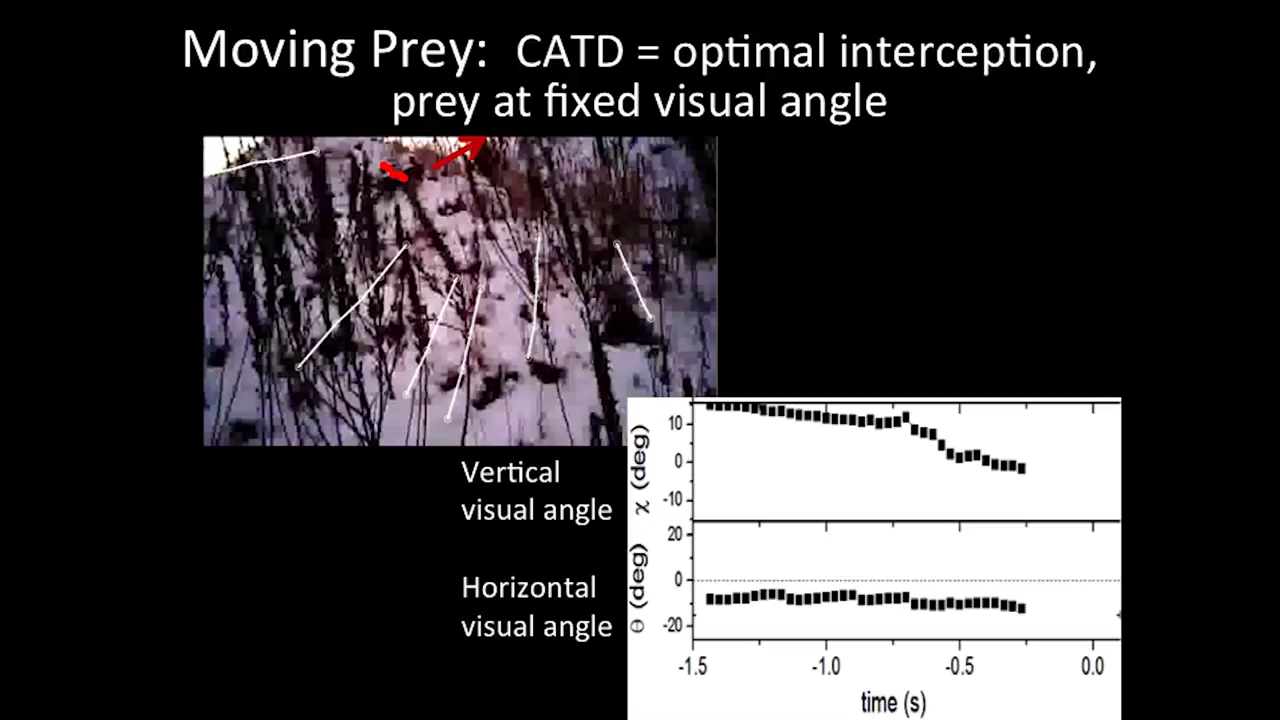 Moving Prey: CATD = optimal interception,
prey at fixed visual angle
Vertical
visual angle
χ (deg)
10
0
-10
Horizontal
visual angle
θ (deg)
20
0
-20
-1.5 -1.0 -0.5 0.0
time (s)